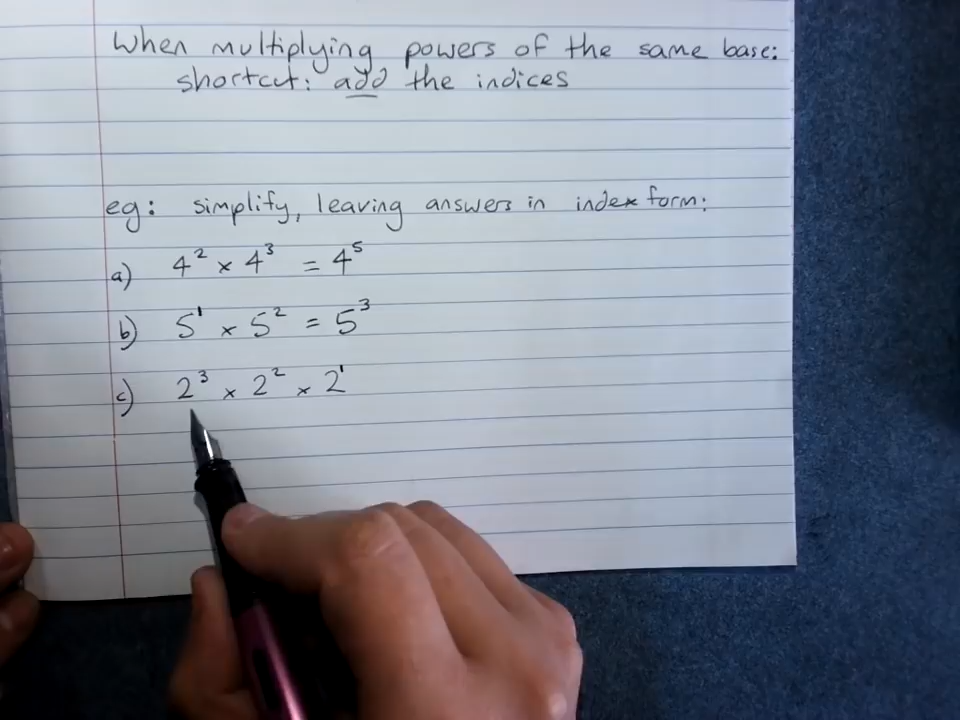 When multiplying powers of the same base:
shortcut: add the indices
eg: simplify, leaving answers in index form:
a) 4² × 4³ = 4⁵
b) 5¹ × 5² = 5³
c) 2³ × 2² × 2¹